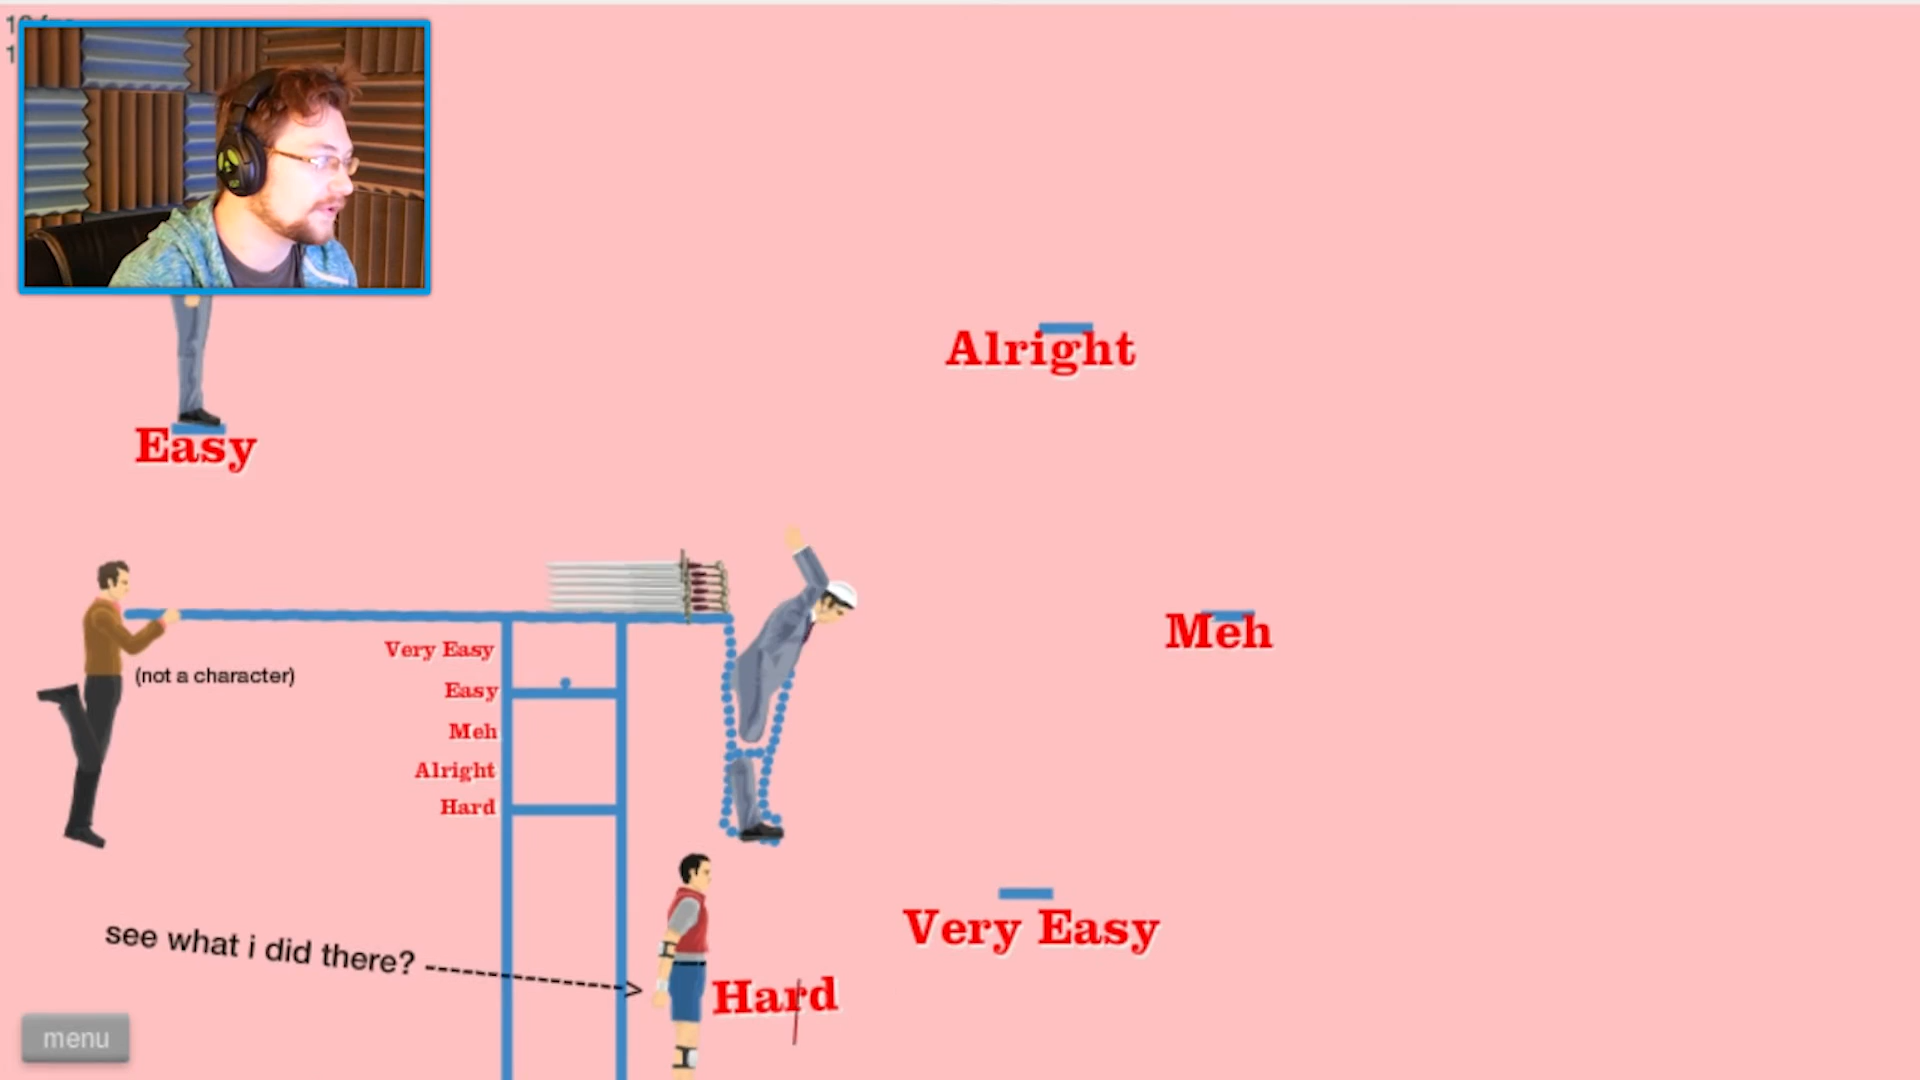 Alright
Easy
Meh
(not a character)
Very Easy
Easy
Meh
Alright
Hard
Very Easy
see what i did there?
Hard
menu